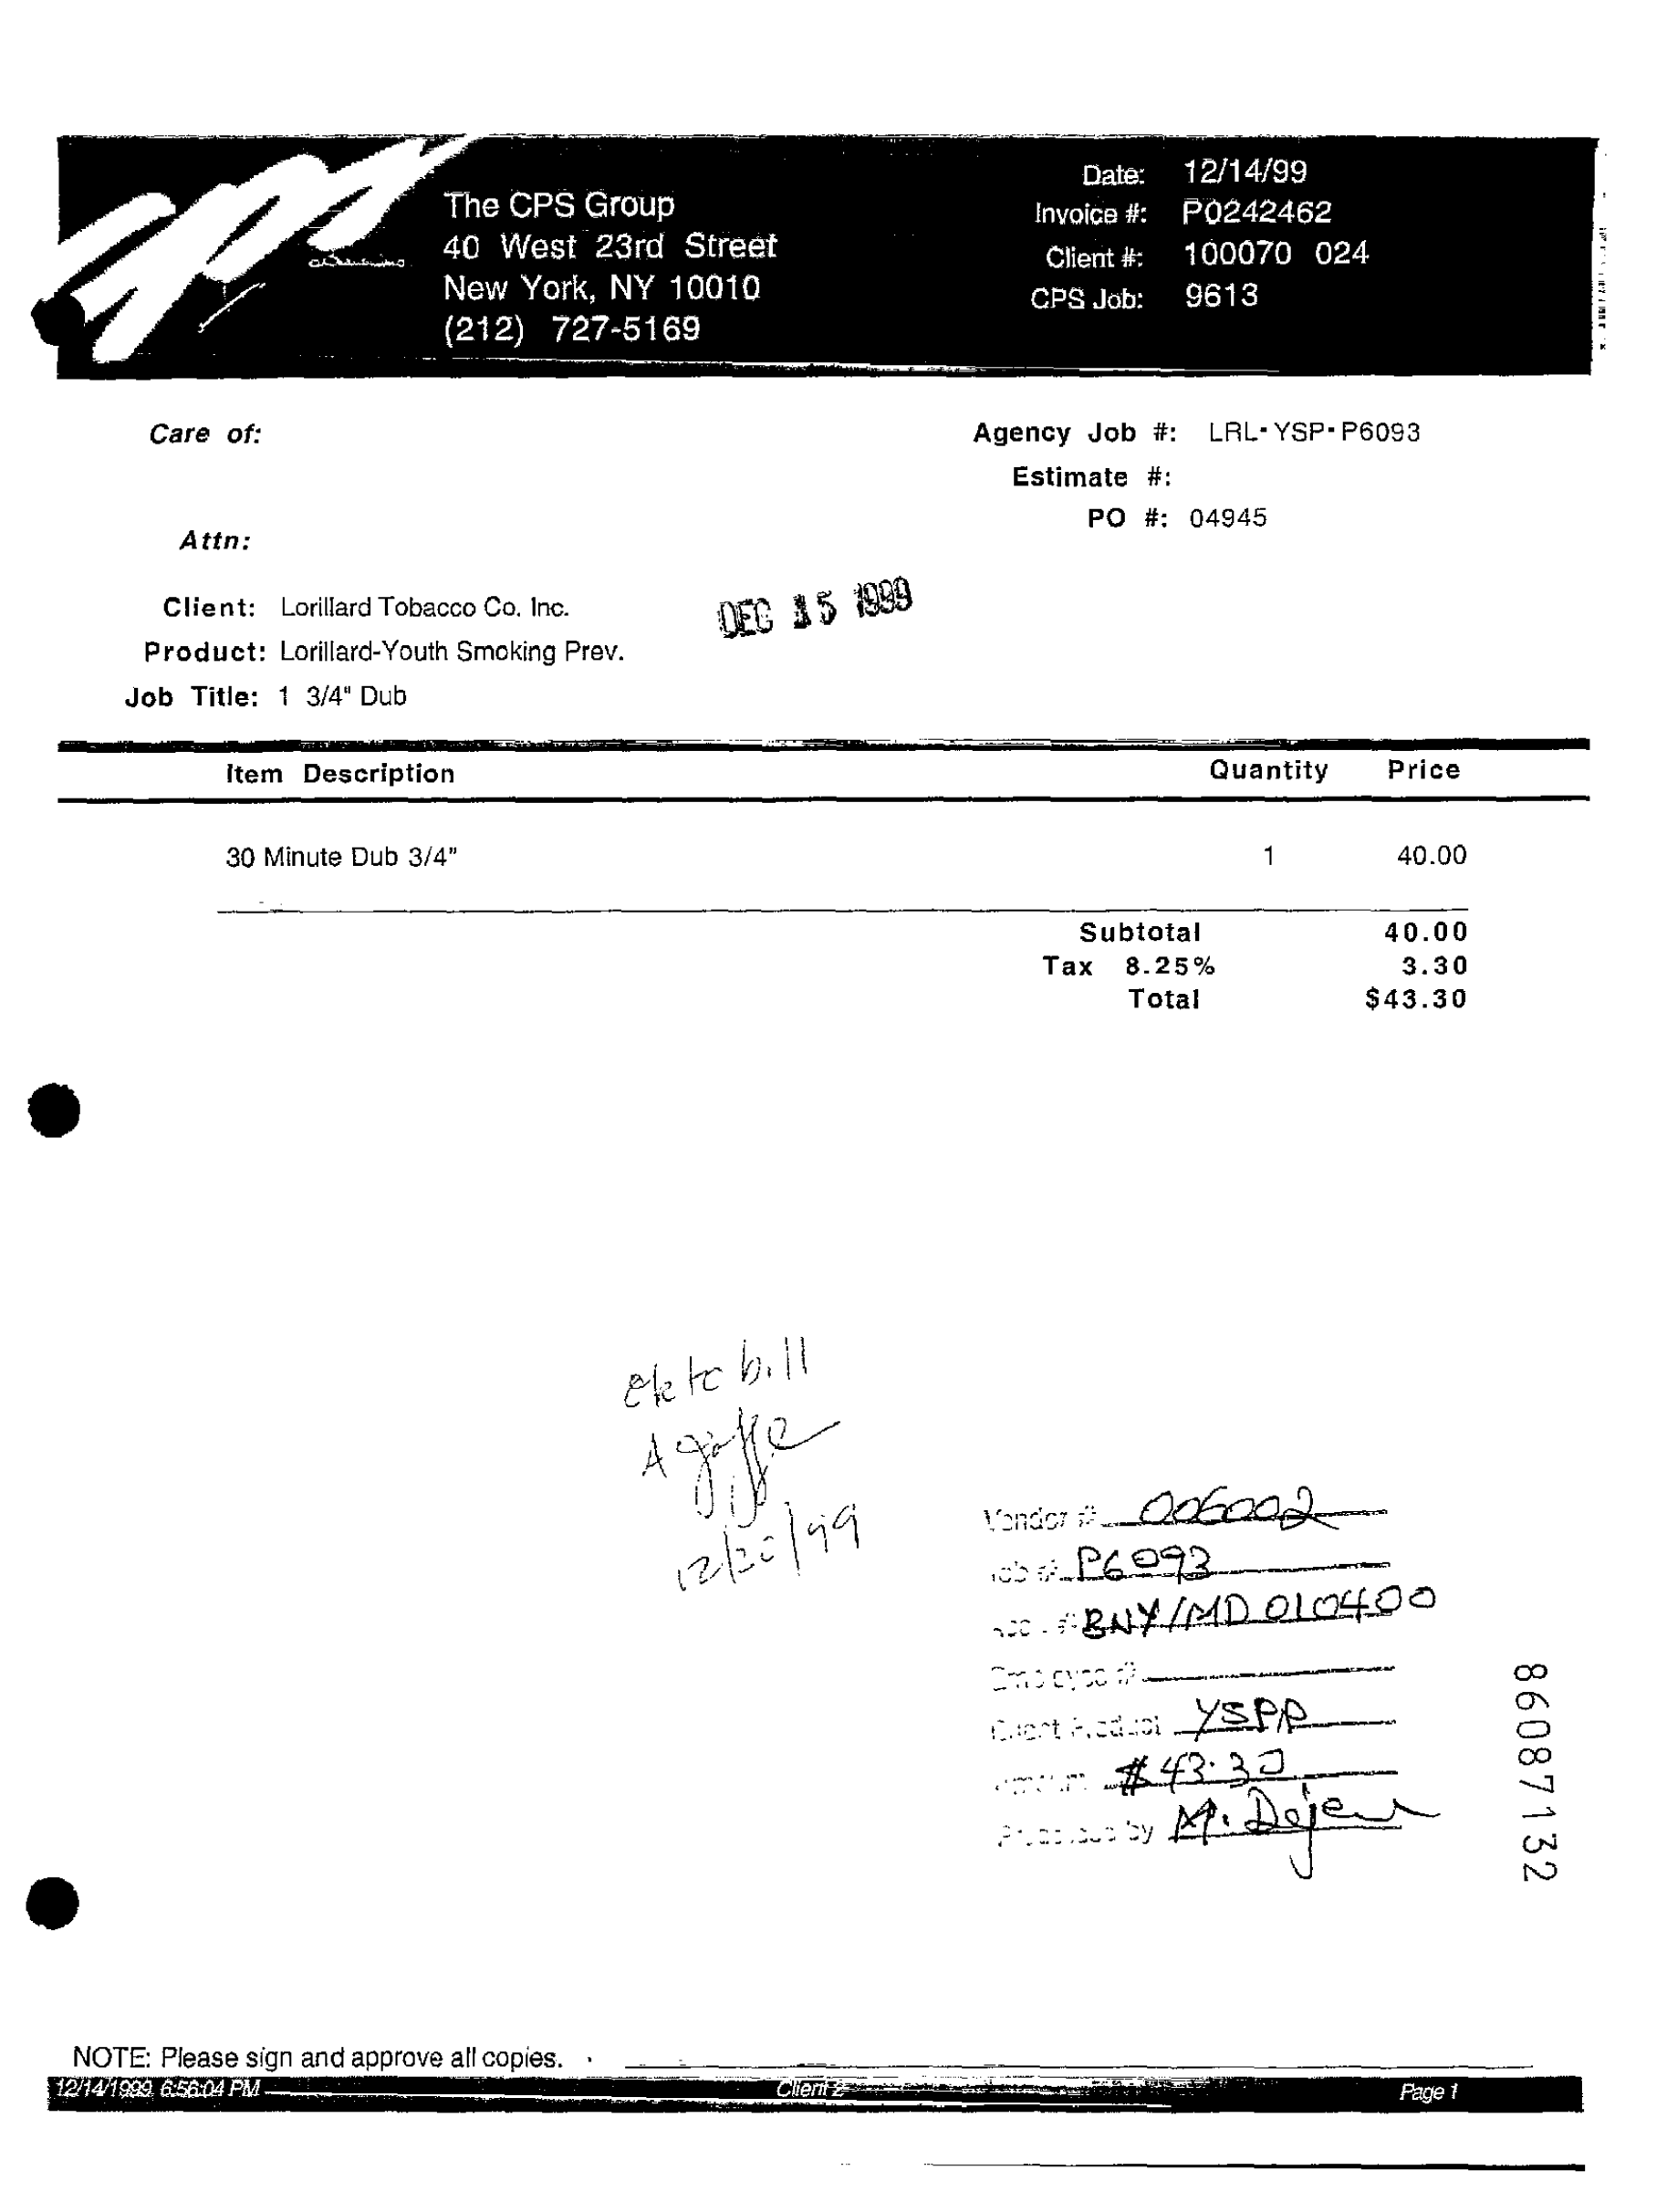 The CPS Group
40 West 23rd Street
New York, NY 10010
(212) 727-5169
Date: 12/14/99
Invoice #: P0242462
Client #: 100070 024
CPS Job: 9613
Care of:
Agency Job #: LRL-YSP-P6093
Estimate #:
PO #: 04945
Attn:
Client: Lorillard Tobacco Co. Inc.
DEC 15 1999
Product: Lorillard-Youth Smoking Prev.
Job Title: 1 3/4" Dub
Item Description Quantity Price
30 Minute Dub 3/4" 1 40.00
Subtotal 40.00
Tax 8.25% 3.30
Total $43.30
to bill
12/20/99
Vendor # 006002
Job #. P6093
# BNY/MD 010400
Employee #
Client Product YSPP
Amount $43.30
by M.
86087132
NOTE: Please sign and approve all copies.
12/14/1999 6:56:04 PM Client 2 Page 1